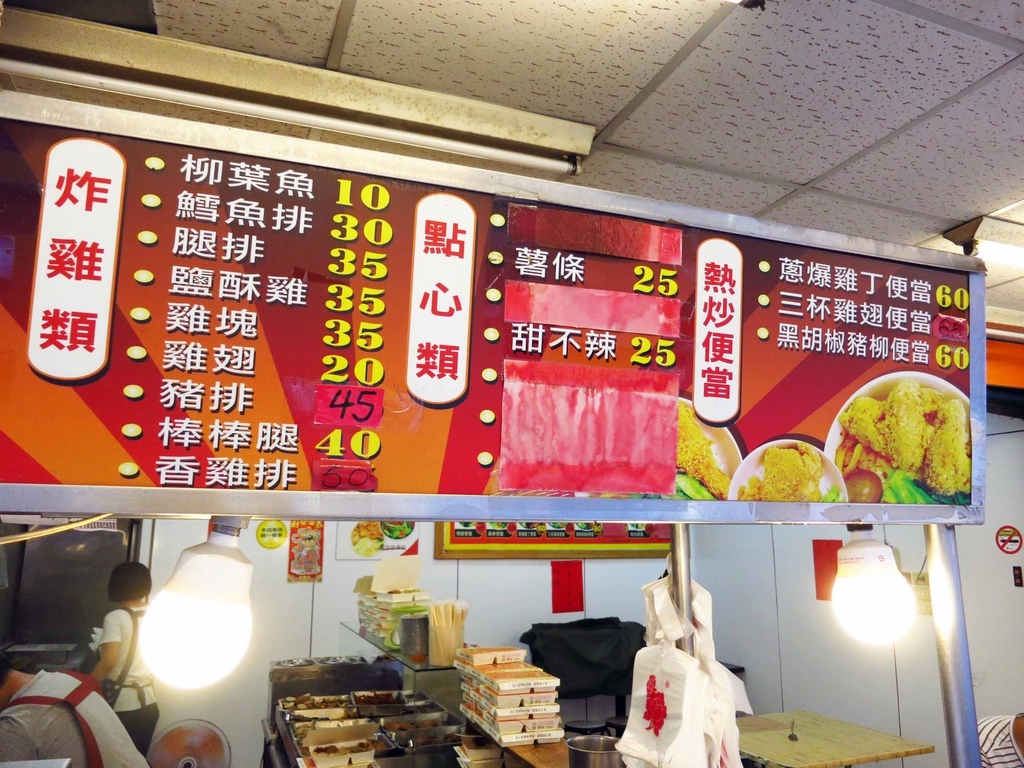 炸雞類
柳葉魚 10
鱈魚排 30
腿排 35
鹽酥雞 35
雞塊 35
雞翅 20
豬排 45
棒棒腿 40
香雞排 60
點心類
薯條 25
甜不辣 25
熱炒便當
蔥爆雞丁便當 60
三杯雞翅便當
黑胡椒豬柳便當 60